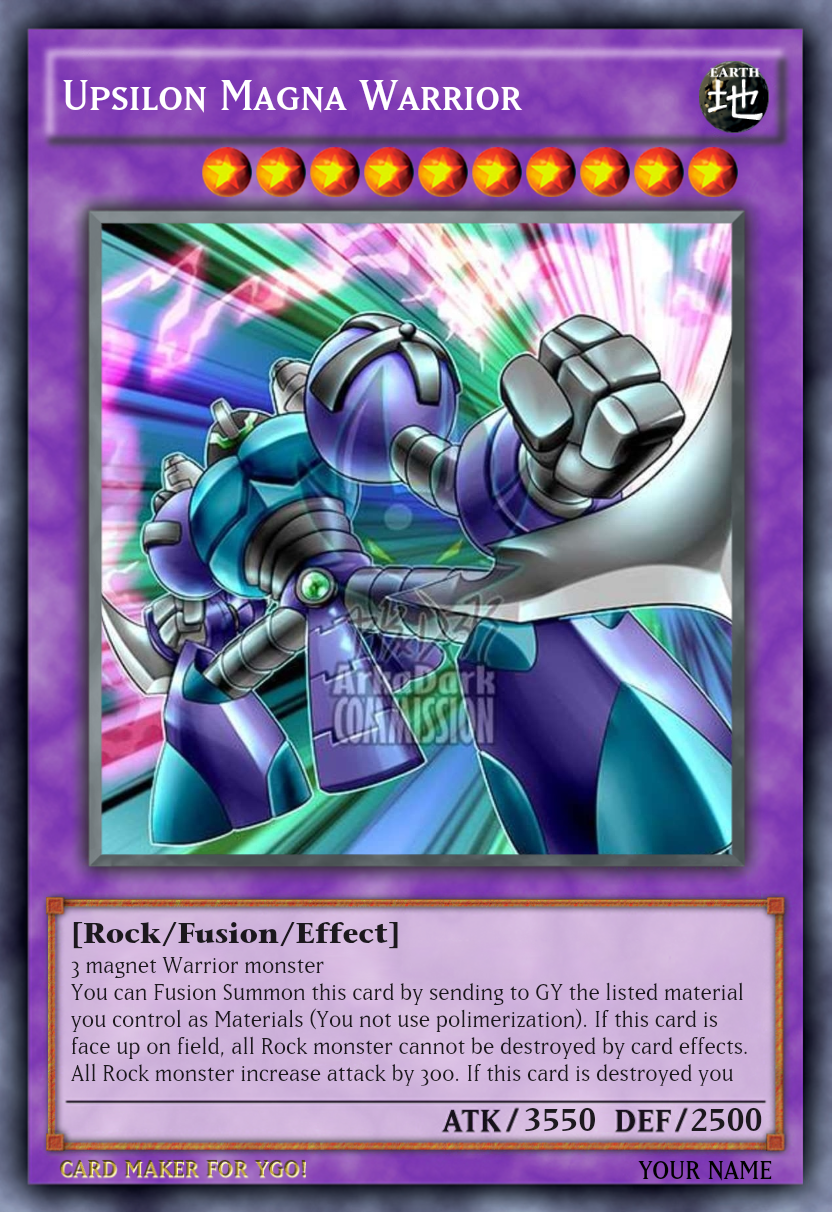 Upsilon Magna Warrior
EARTH
地
[Rock/Fusion/Effect]
3 magnet Warrior monster
You can Fusion Summon this card by sending to GY the listed material
you control as Materials (You not use polimerization). If this card is
face up on field, all Rock monster cannot be destroyed by card effects.
All Rock monster increase attack by 300. If this card is destroyed you
ATK/3550 DEF/2500
CARD MAKER FOR YGO!
YOUR NAME
ArkaDark
COMMISSION